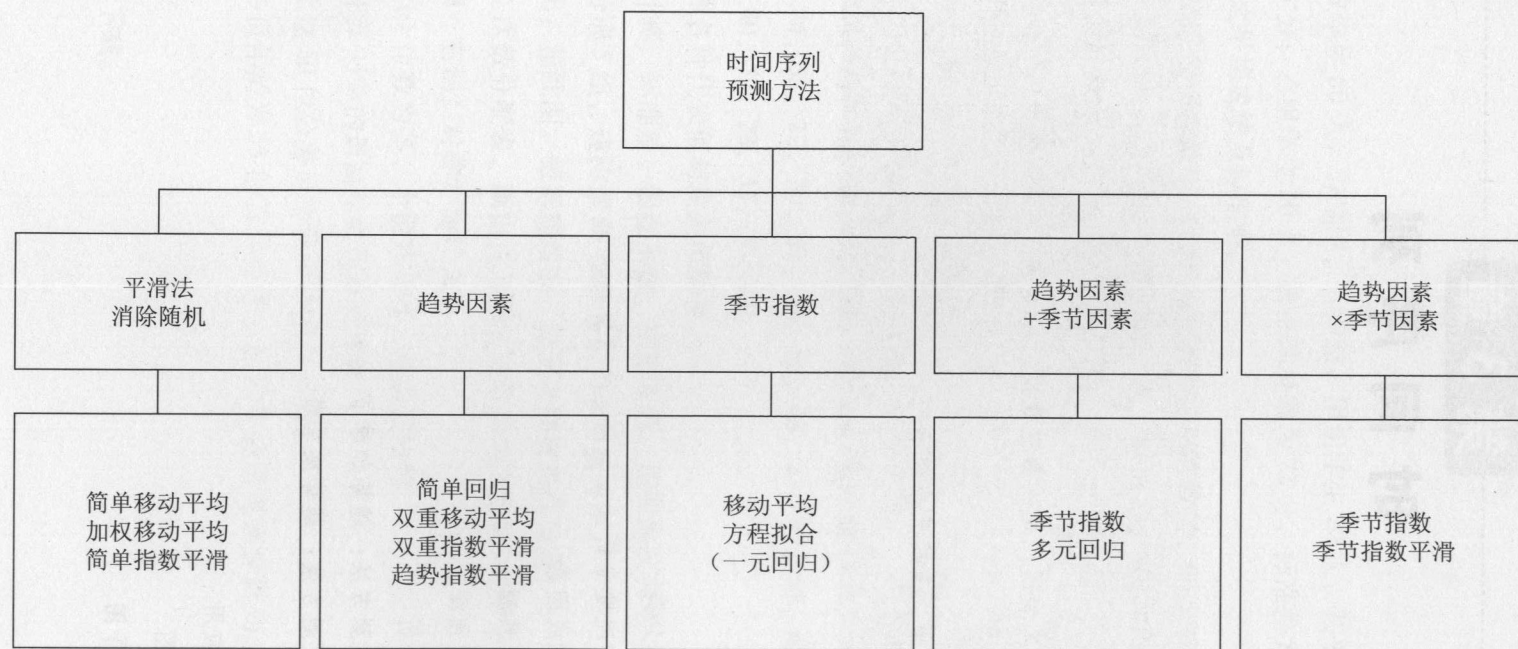 时间序列
预测方法
平滑法
消除随机
趋势因素
季节指数
趋势因素
+季节因素
趋势因素
×季节因素
简单移动平均
加权移动平均
简单指数平滑
简单回归
双重移动平均
双重指数平滑
趋势指数平滑
移动平均
方程拟合
（一元回归）
季节指数
多元回归
季节指数
季节指数平滑